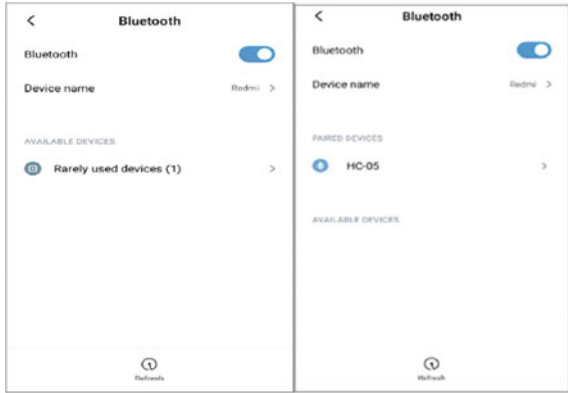 Bluetooth
Bluetooth
Device name Redmi
AVAILABLE DEVICES
Rarely used devices (1)
Refresh
Bluetooth
Bluetooth
Device name Redmi
PAIRED DEVICES
HC-05
AVAILABLE DEVICES
Refresh